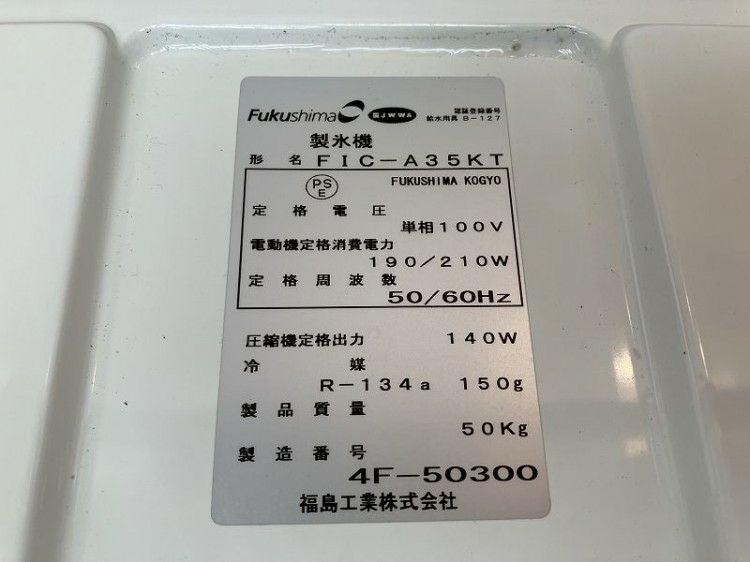 Fukushima JWWA 認証登録番号
給水用具 B-127
製氷機
形名 FIC-A35KT
PSE FUKUSHIMA KOGYO
定格電圧
単相100V
電動機定格消費電力
190/210W
定格周波数
50/60Hz
圧縮機定格出力 140W
冷媒
R-134a 150g
製品質量
50Kg
製造番号
4F-50300
福島工業株式会社